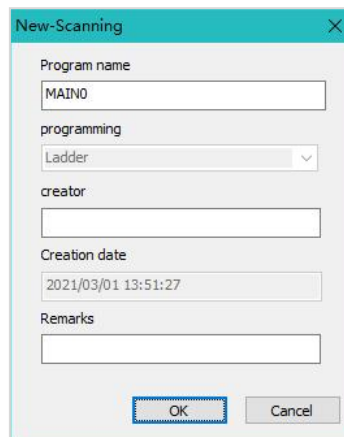 New-Scanning
Program name
MAIN0
programming
Ladder
creator
Creation date
2021/03/01 13:51:27
Remarks
OK Cancel